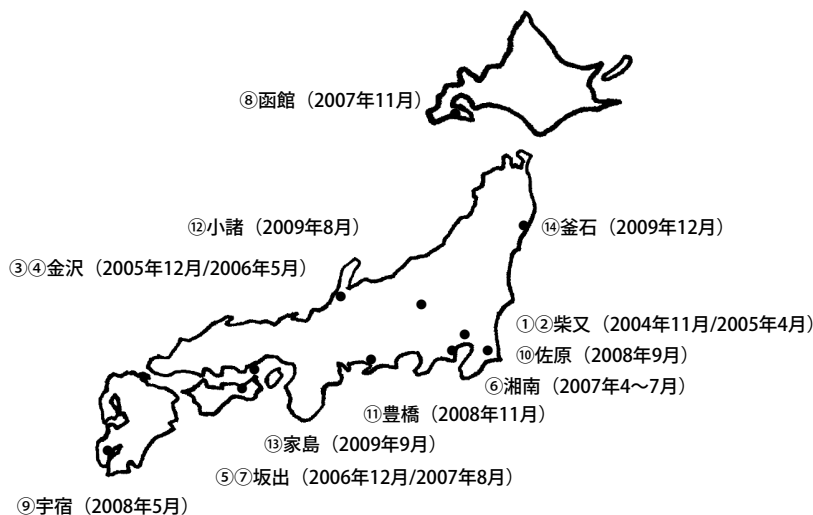 ⑧函館（2007年11月）
⑫小諸（2009年8月）
⑭釜石（2009年12月）
③④金沢（2005年12月/2006年5月）
①②柴又（2004年11月/2005年4月）
⑩佐原（2008年9月）
⑥湘南（2007年4～7月）
⑪豊橋（2008年11月）
⑬家島（2009年9月）
⑤⑦坂出（2006年12月/2007年8月）
⑨宇宿（2008年5月）